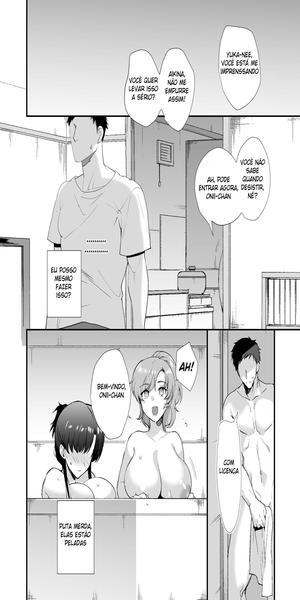 YUKA-NEE,
VOCÊ ESTÁ ME
IMPRENSSANDO
AKINA,
NÃO ME
EMPURRE
ASSIM!
VOCÊ QUER
LEVAR ISSO
A SÉRIO?
VOCÊ NÃO
SABE
QUANDO
DESISTIR,
NÉ?
AH, PODE
ENTRAR AGORA,
ONII-CHAN
EU POSSO
MESMO
FAZER
ISSO?
AH!
BEM-VINDO,
ONII-CHAN
COM
LICENÇA
PUTA MERDA,
ELAS ESTÃO
PELADAS